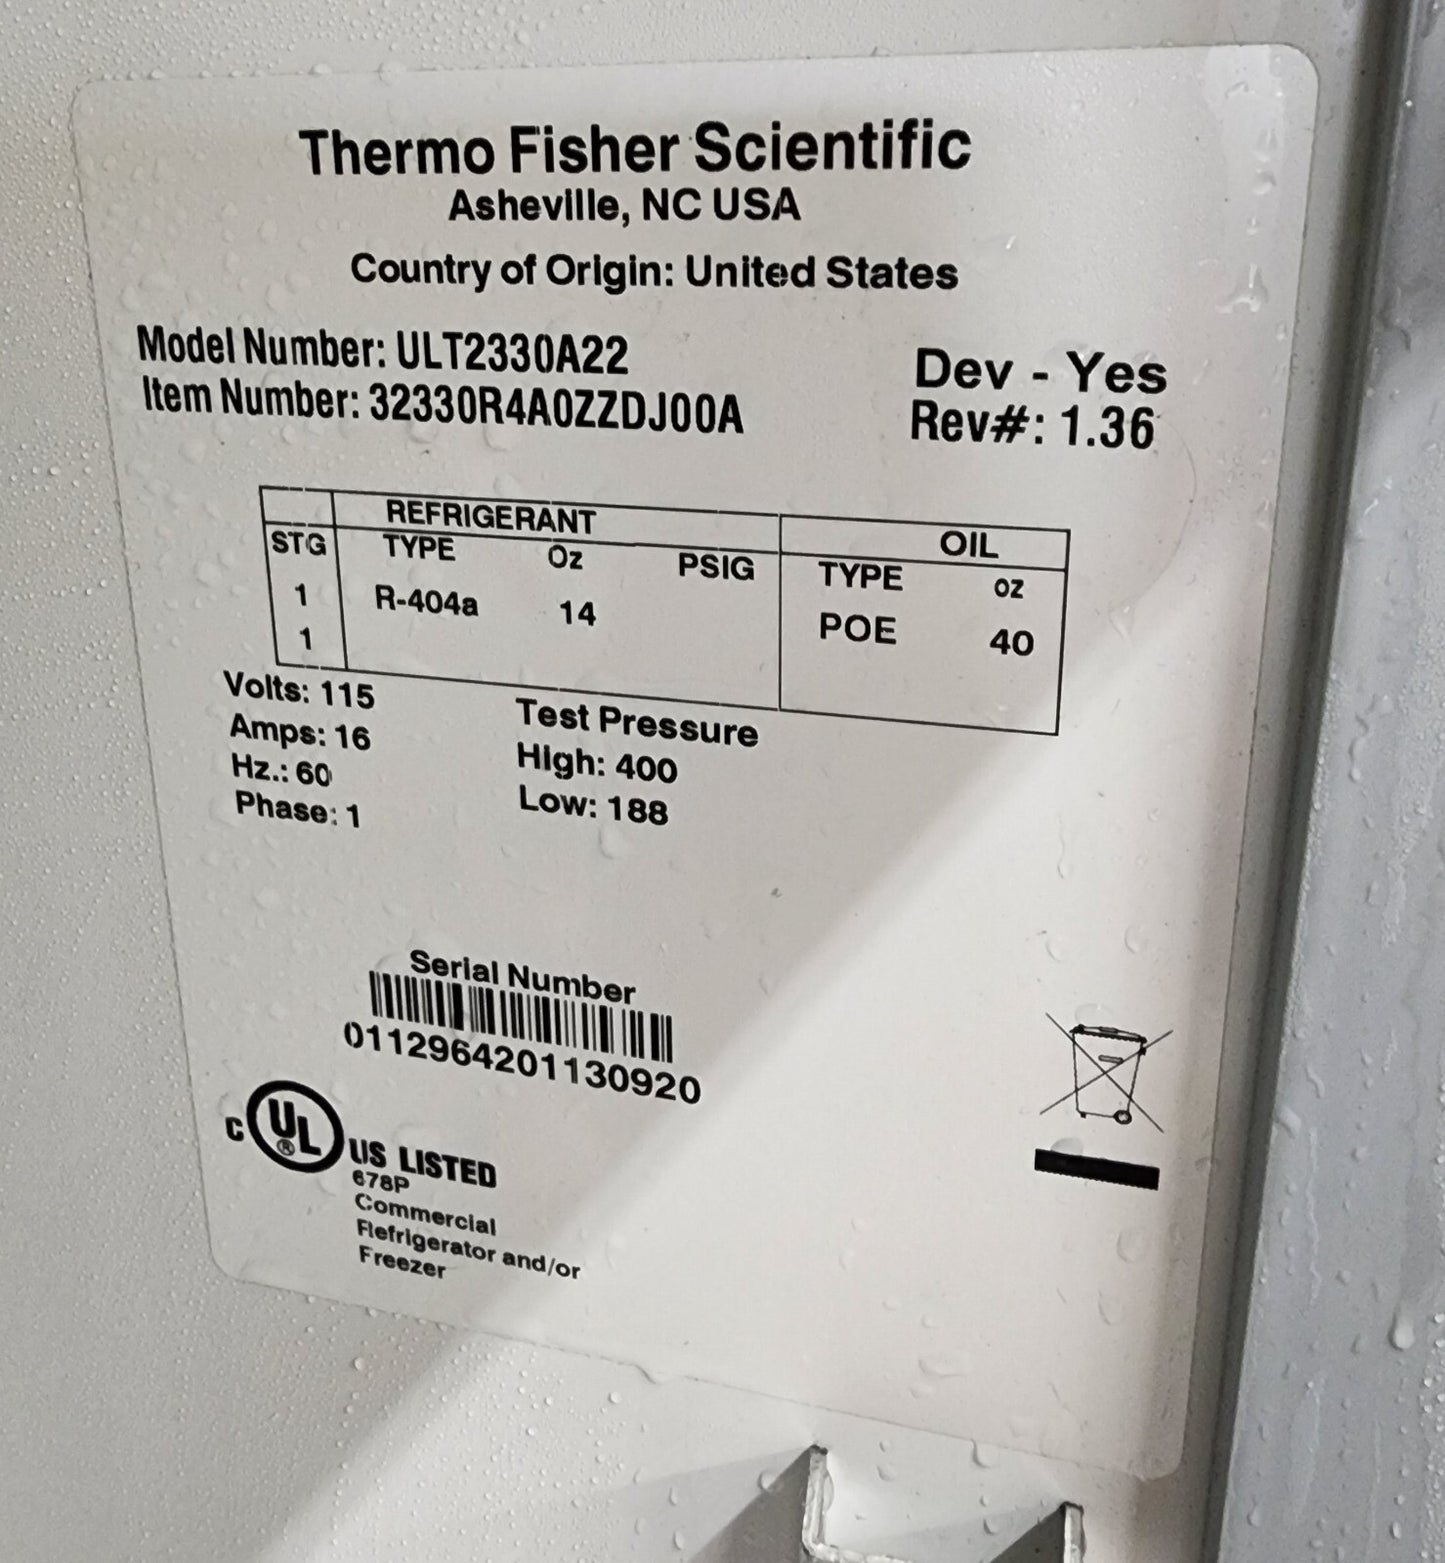 Thermo Fisher Scientific
Asheville, NC USA
Country of Origin: United States
Model Number: ULT2330A22
Item Number: 32330R4A0ZZDJ00A
Dev - Yes
Rev#: 1.36
REFRIGERANT OIL
STG TYPE Oz PSIG TYPE oz
1 R-404a 14 POE 40
1
Volts: 115
Amps: 16
Hz.: 60
Phase: 1
Test Pressure
High: 400
Low: 188
Serial Number
0112964201130920
C UL ® US LISTED
678P
Commercial
Refrigerator and/or
Freezer